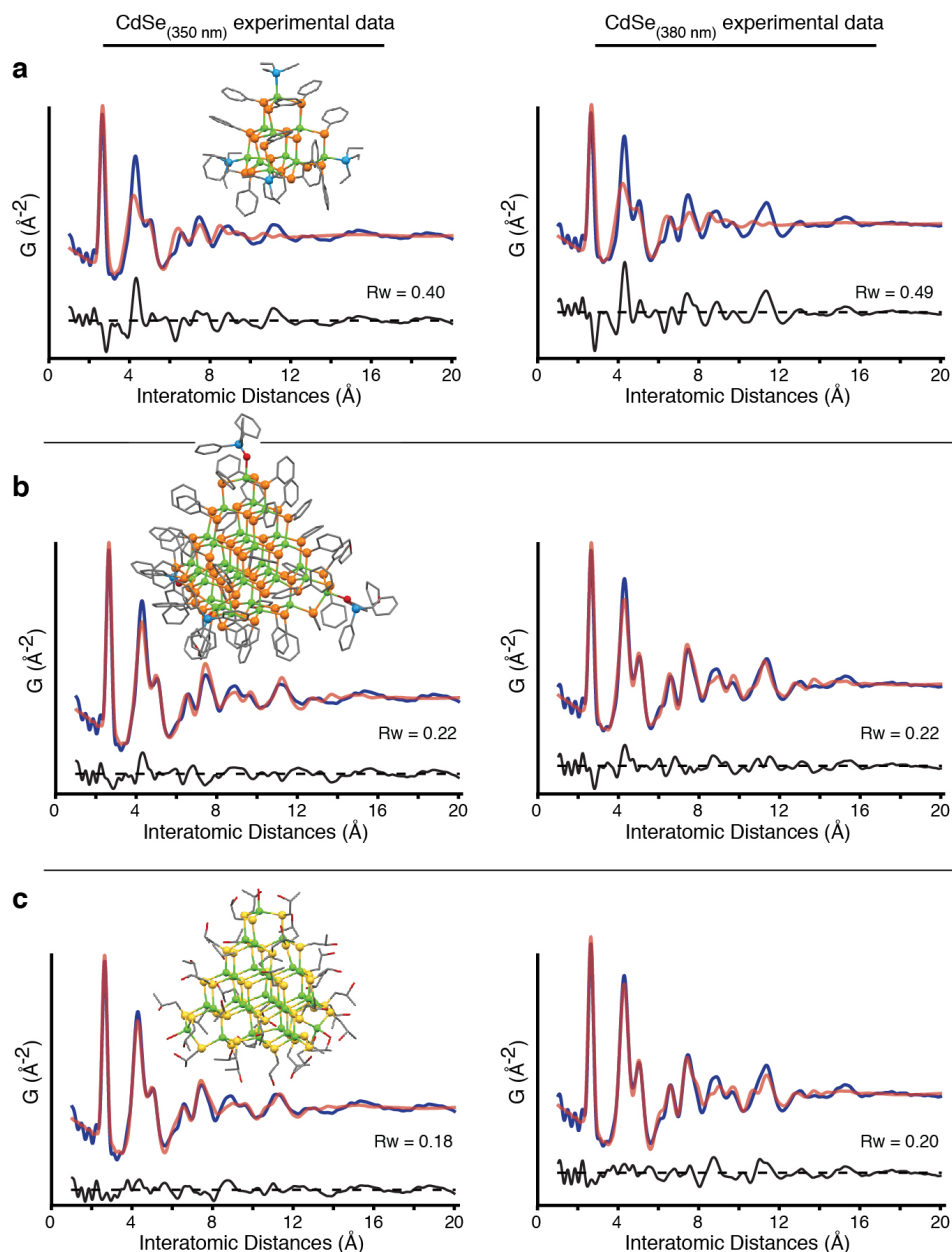 CdSe(350 nm) experimental data
CdSe(380 nm) experimental data
a
G (Å-2)
Rw = 0.40
0 4 8 12 16 20
Interatomic Distances (Å)
G (Å-2)
Rw = 0.49
0 4 8 12 16 20
Interatomic Distances (Å)
b
G (Å-2)
Rw = 0.22
0 4 8 12 16 20
Interatomic Distances (Å)
G (Å-2)
Rw = 0.22
0 4 8 12 16 20
Interatomic Distances (Å)
c
G (Å-2)
Rw = 0.18
0 4 8 12 16 20
Interatomic Distances (Å)
G (Å-2)
Rw = 0.20
0 4 8 12 16 20
Interatomic Distances (Å)